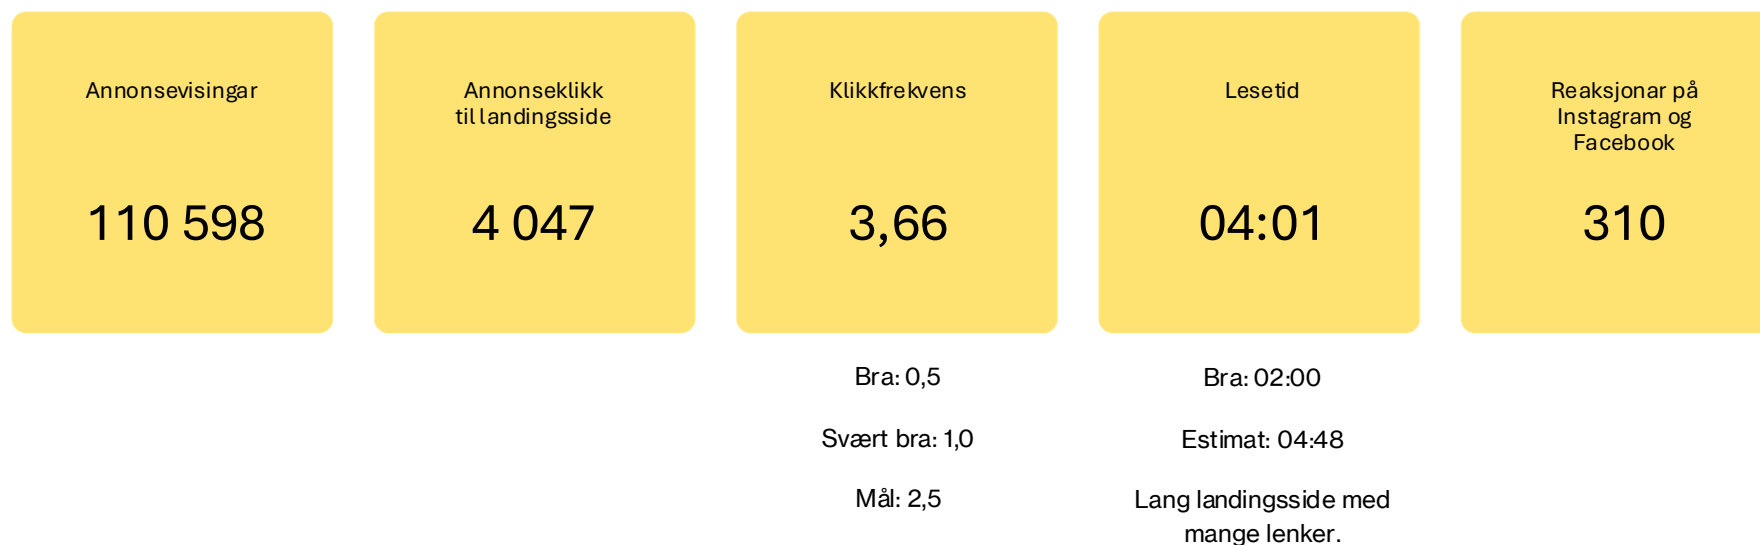 Annonsevisingar
110 598
Annonseklikk
til landingsside
4 047
Klikkfrekvens
3,66
Bra: 0,5
Svært bra: 1,0
Mål: 2,5
Lesetid
04:01
Bra: 02:00
Estimat: 04:48
Lang landingsside med
mange lenker.
Reaksjonar på
Instagram og
Facebook
310